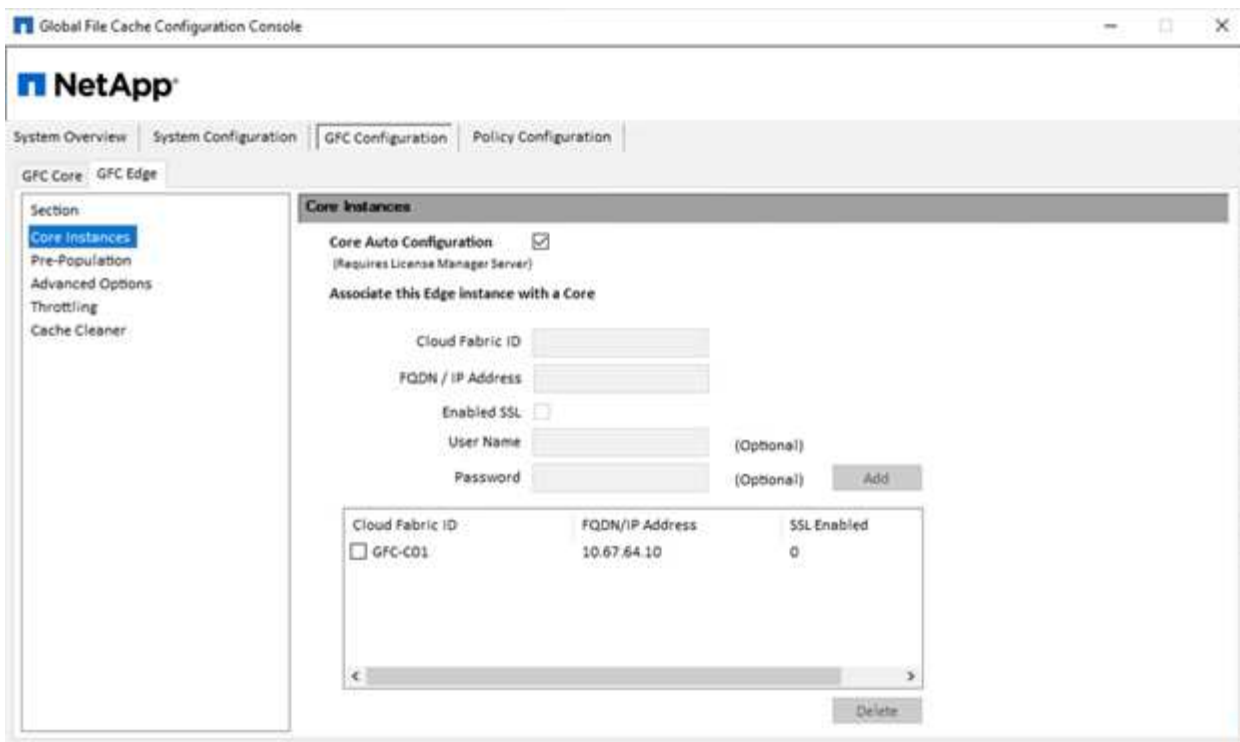 Global File Cache Configuration Console
NetApp
System Overview System Configuration GFC Configuration Policy Configuration
GFC Core GFC Edge
Section
Core Instances
Pre-Population
Advanced Options
Throttling
Cache Cleaner
Core Instances
Core Auto Configuration
(Requires License Manager Server)
Associate this Edge instance with a Core
Cloud Fabric ID
FQDN / IP Address
Enabled SSL
User Name (Optional)
Password (Optional) Add
Cloud Fabric ID FQDN/IP Address SSL Enabled
GFC-C01 10.67.64.10 0
Delete